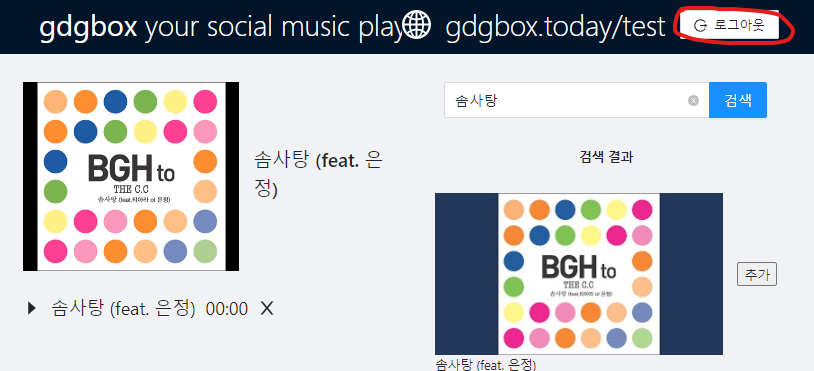 gdgbox your social music play
gdgbox.today/test
로그아웃
BGH to
THE C.C
솜사탕 (feat.티아라 of 은정)
솜사탕 (feat. 은
정)
솜사탕 (feat. 은정) 00:00 X
솜사탕
검색
검색 결과
BGH to
THE C.C
솜사탕 (feat.티아라 of 은정)
추가
솜사탕 (feat. 은정)